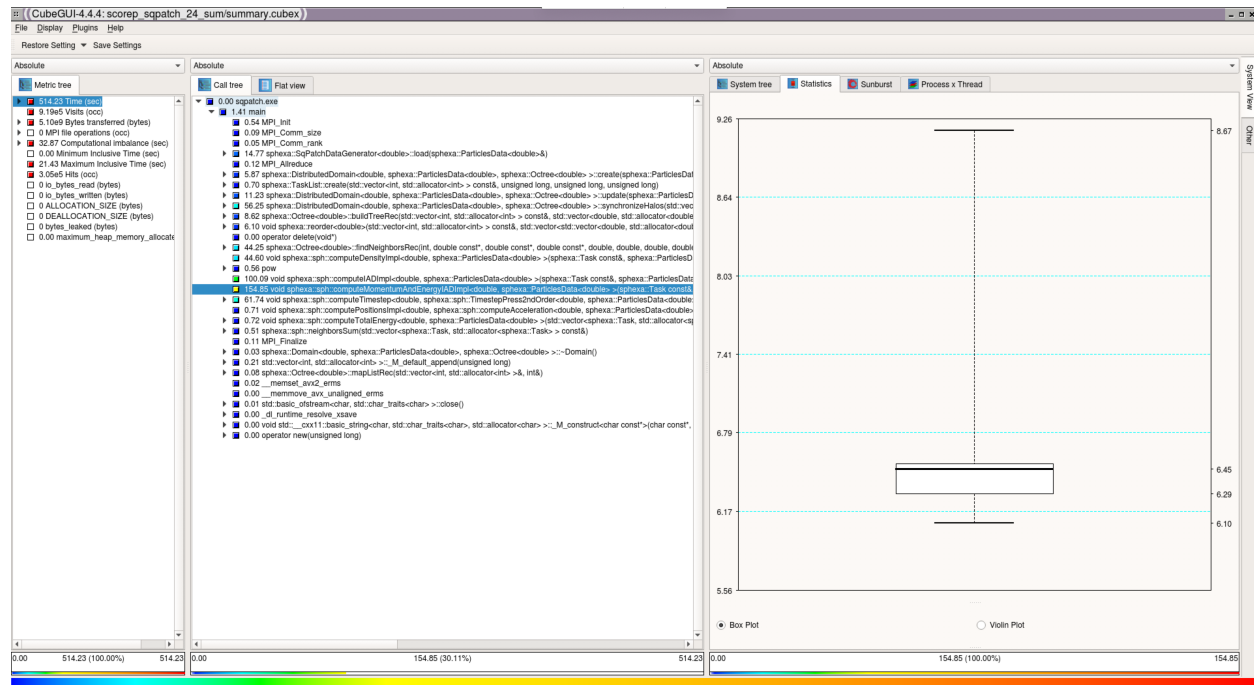 CubeGUI-4.4.4: scorep_sqpatch_24_sum/summary.cubex
File Display Plugins Help
Restore Setting Save Settings
Absolute
Metric tree
514.23 Time (sec)
9.19e5 Visits (occ)
5.10e9 Bytes transferred (bytes)
0 MPI file operations (occ)
32.87 Computational imbalance (sec)
0.00 Minimum Inclusive Time (sec)
21.43 Maximum Inclusive Time (sec)
3.05e5 Hits (occ)
0 io_bytes_read (bytes)
0 io_bytes_written (bytes)
0 ALLOCATION_SIZE (bytes)
0 DEALLOCATION_SIZE (bytes)
0 bytes_leaked (bytes)
0.00 maximum_heap_memory_allocate
0.00 514.23 (100.00%) 514.23
Absolute
Call tree Flat view
0.00 sqpatch.exe
1.41 main
0.54 MPI_Init
0.09 MPI_Comm_size
0.05 MPI_Comm_rank
14.77 sphexa::SqPatchDataGenerator<double>::load(sphexa::ParticlesData<double>&)
0.12 MPI_Allreduce
5.87 sphexa::DistributedDomain<double, sphexa::ParticlesData<double>, sphexa::Octree<double> >::create(sphexa::ParticlesDat
0.70 sphexa::TaskList::create(std::vector<int, std::allocator<int> > const&, unsigned long, unsigned long, unsigned long)
11.23 sphexa::DistributedDomain<double, sphexa::ParticlesData<double>, sphexa::Octree<double> >::update(sphexa::ParticlesD
56.25 sphexa::DistributedDomain<double, sphexa::ParticlesData<double>, sphexa::Octree<double> >::synchronizeHalos(std::vec
8.62 sphexa::Octree<double>::buildTreeRec(std::vector<int, std::allocator<int> > const&, std::vector<double, std::allocator<double
6.10 void sphexa::reorder<double>(std::vector<int, std::allocator<int> > const&, std::vector<std::vector<double, std::allocator<doul
0.00 operator delete(void*)
44.25 sphexa::Octree<double>::findNeighborsRec(int, double const*, double const*, double const*, double, double, double, double
44.60 void sphexa::sph::computeDensityImpl<double, sphexa::ParticlesData<double> >(sphexa::Task const&, sphexa::ParticlesD
0.56 pow
100.09 void sphexa::sph::computeIADImpl<double, sphexa::ParticlesData<double> >(sphexa::Task const&, sphexa::ParticlesData
154.85 void sphexa::sph::computeMomentumAndEnergyIADImpl<double, sphexa::ParticlesData<double> >(sphexa::Task const&
61.74 void sphexa::sph::computeTimestep<double, sphexa::sph::TimestepPress2ndOrder<double, sphexa::ParticlesData<double
0.71 void sphexa::sph::computePositionsImpl<double, sphexa::sph::computeAcceleration<double, sphexa::ParticlesData<double>
0.72 void sphexa::sph::computeTotalEnergy<double, sphexa::ParticlesData<double> >(std::vector<sphexa::Task, std::allocator<sp
0.51 sphexa::sph::neighborsSum(std::vector<sphexa::Task, std::allocator<sphexa::Task> > const&)
0.11 MPI_Finalize
0.03 sphexa::Domain<double, sphexa::ParticlesData<double>, sphexa::Octree<double> >::~Domain()
0.21 std::vector<int, std::allocator<int> >::_M_default_append(unsigned long)
0.08 sphexa::Octree<double>::mapListRec(std::vector<int, std::allocator<int> >&, int&)
0.02 __memset_avx2_erms
0.00 __memmove_avx_unaligned_erms
0.01 std::basic_ofstream<char, std::char_traits<char> >::close()
0.00 _dl_runtime_resolve_xsave
0.00 void std::__cxx11::basic_string<char, std::char_traits<char>, std::allocator<char> >::_M_construct<char const*>(char const*,
0.00 operator new(unsigned long)
0.00 154.85 (30.11%) 514.23
Absolute
System tree Statistics Sunburst Process x Thread
9.26
8.67
8.64
8.03
7.41
6.79
6.45
6.29
6.17
6.10
5.56
Box Plot Violin Plot
0.00 154.85 (100.00%) 154.85
System View
Other